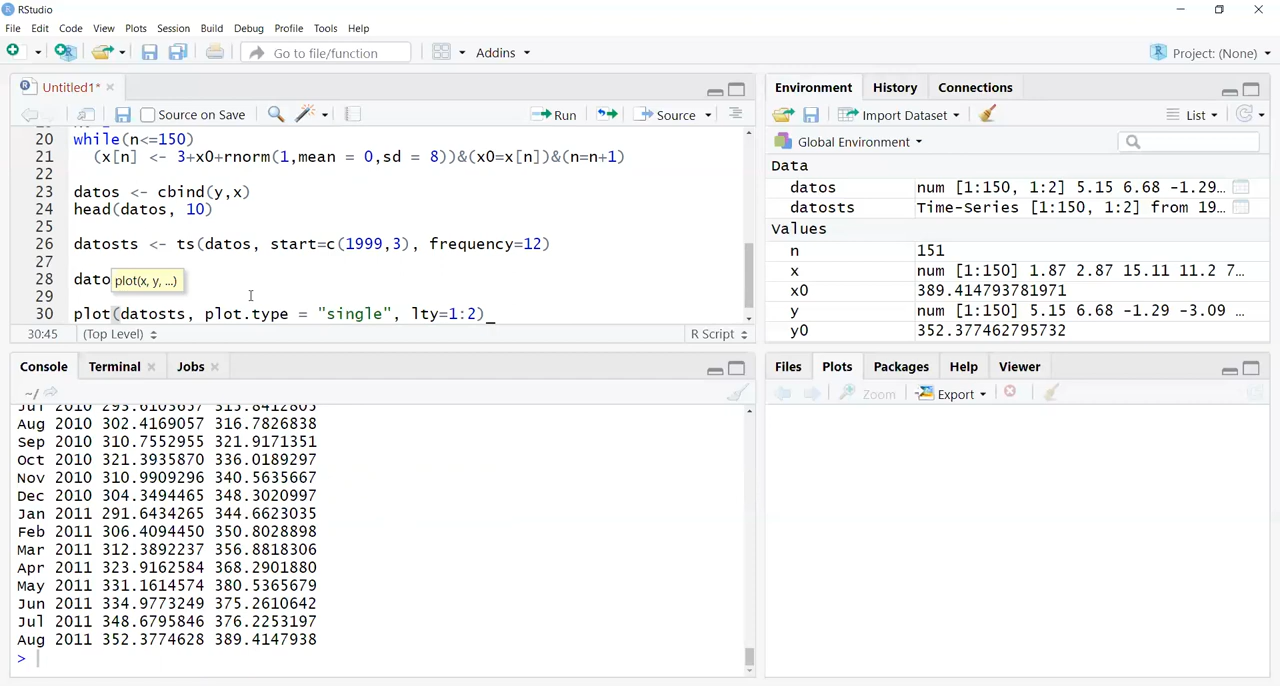 RStudio
File Edit Code View Plots Session Build Debug Profile Tools Help
Go to file/function Addins Project: (None)
Untitled1*
Source on Save Run Source
20 while(n<=150)
21 (x[n] <- 3+x0+rnorm(1,mean = 0,sd = 8))&(x0=x[n])&(n=n+1)
22
23 datos <- cbind(y,x)
24 head(datos, 10)
25
26 datosts <- ts(datos, start=c(1999,3), frequency=12)
27
28 dato plot(x, y, ...)
29
30 plot(datosts, plot.type = "single", lty=1:2)
30:45 (Top Level) R Script
Console Terminal Jobs
~/
Jul 2010 293.6105657 315.8412803
Aug 2010 302.4169057 316.7826838
Sep 2010 310.7552955 321.9171351
Oct 2010 321.3935870 336.0189297
Nov 2010 310.9909296 340.5635667
Dec 2010 304.3494465 348.3020997
Jan 2011 291.6434265 344.6623035
Feb 2011 306.4094450 350.8028898
Mar 2011 312.3892237 356.8818306
Apr 2011 323.9162584 368.2901880
May 2011 331.1614574 380.5365679
Jun 2011 334.9773249 375.2610642
Jul 2011 348.6795846 376.2253197
Aug 2011 352.3774628 389.4147938
>
Environment History Connections
Import Dataset List
Global Environment
Data
datos num [1:150, 1:2] 5.15 6.68 -1.29…
datosts Time-Series [1:150, 1:2] from 19…
Values
n 151
x num [1:150] 1.87 2.87 15.11 11.2 7…
x0 389.414793781971
y num [1:150] 5.15 6.68 -1.29 -3.09 …
y0 352.377462795732
Files Plots Packages Help Viewer
Zoom Export